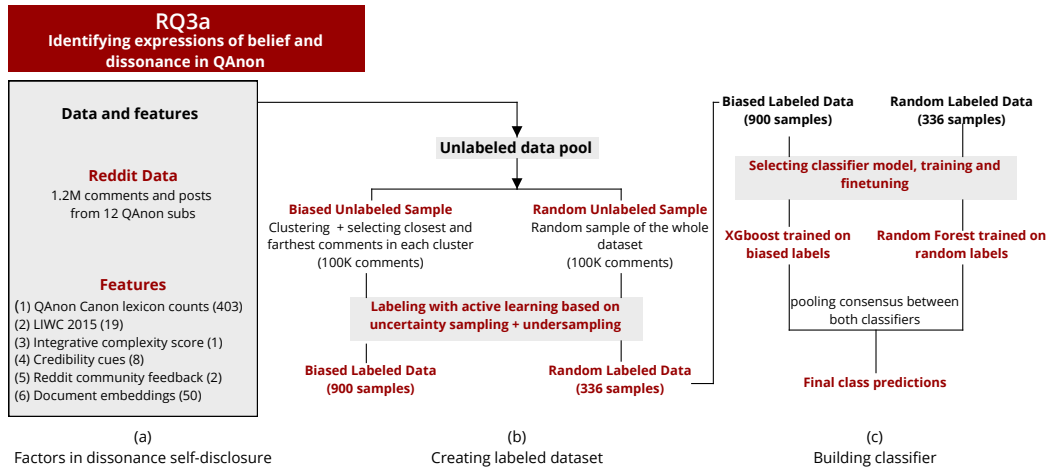 RQ3a
Identifying expressions of belief and
dissonance in QAnon
Data and features
Reddit Data
1.2M comments and posts
from 12 QAnon subs
Features
(1) QAnon Canon lexicon counts (403)
(2) LIWC 2015 (19)
(3) Integrative complexity score (1)
(4) Credibility cues (8)
(5) Reddit community feedback (2)
(6) Document embeddings (50)
(a)
Factors in dissonance self-disclosure
Unlabeled data pool
Biased Unlabeled Sample
Clustering + selecting closest and
farthest comments in each cluster
(100K comments)
Random Unlabeled Sample
Random sample of the whole
dataset
(100K comments)
Labeling with active learning based on
uncertainty sampling + undersampling
Biased Labeled Data
(900 samples)
Random Labeled Data
(336 samples)
(b)
Creating labeled dataset
Biased Labeled Data
(900 samples)
Random Labeled Data
(336 samples)
Selecting classifier model, training and
finetuning
XGboost trained on
biased labels
Random Forest trained on
random labels
pooling consensus between
both classifiers
Final class predictions
(c)
Building classifier